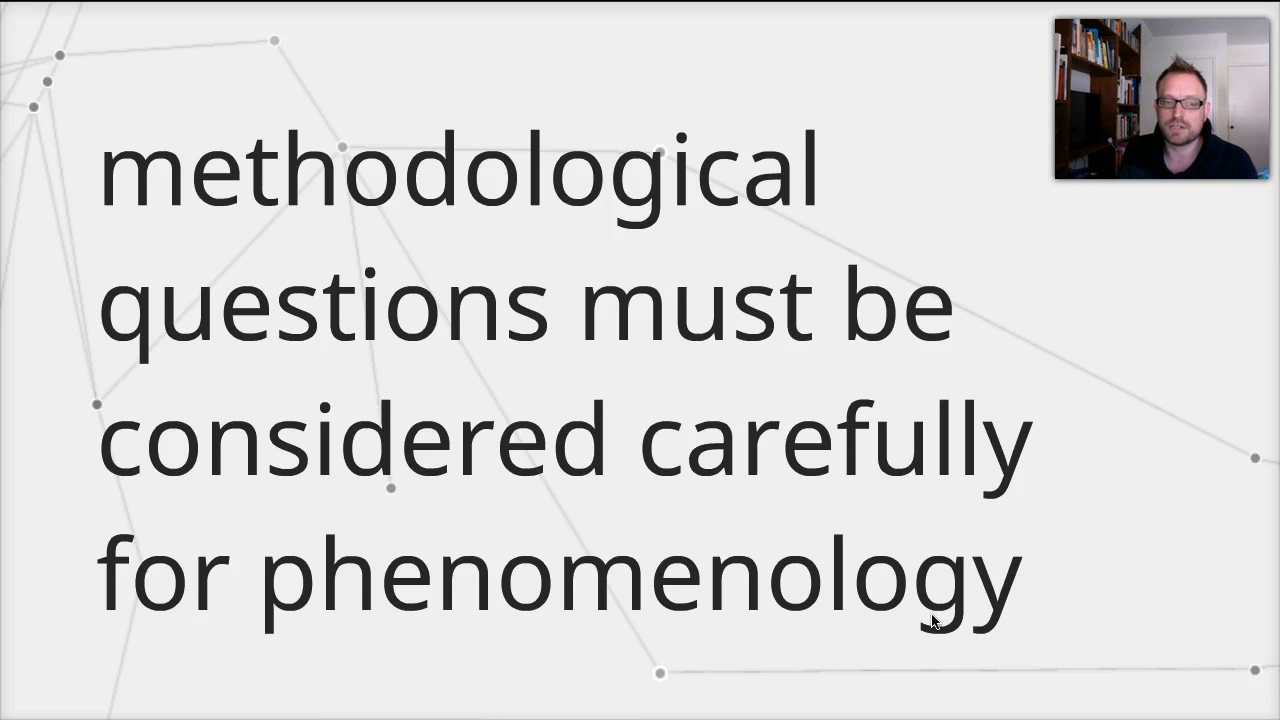 methodological
questions must be
considered carefully
for phenomenology